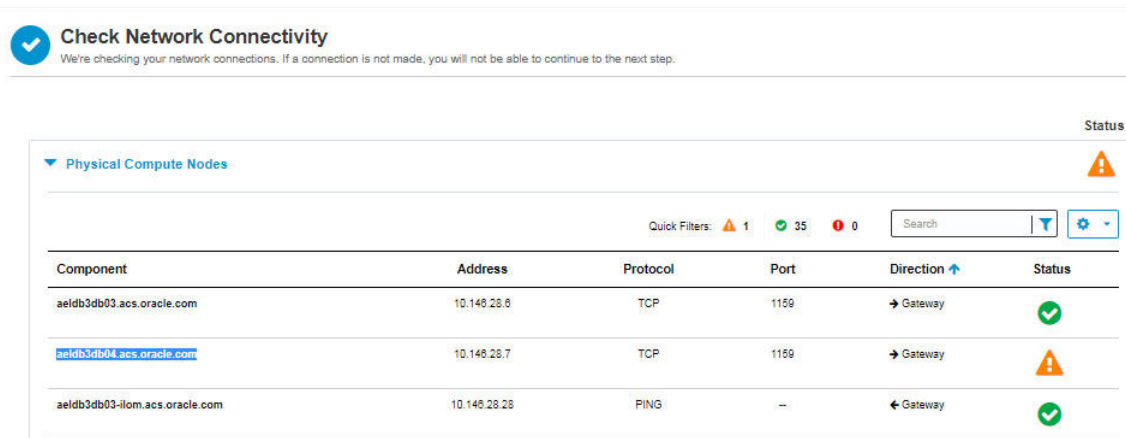 Check Network Connectivity
We're checking your network connections. If a connection is not made, you will not be able to continue to the next step.
Status
Physical Compute Nodes
Quick Filters: 1 35 0 Search
Component Address Protocol Port Direction Status
aeldb3db03.acs.oracle.com 10.146.28.6 TCP 1159 → Gateway
aeldb3db04.acs.oracle.com 10.146.28.7 TCP 1159 → Gateway
aeldb3db03-ilom.acs.oracle.com 10.146.28.28 PING -- ← Gateway